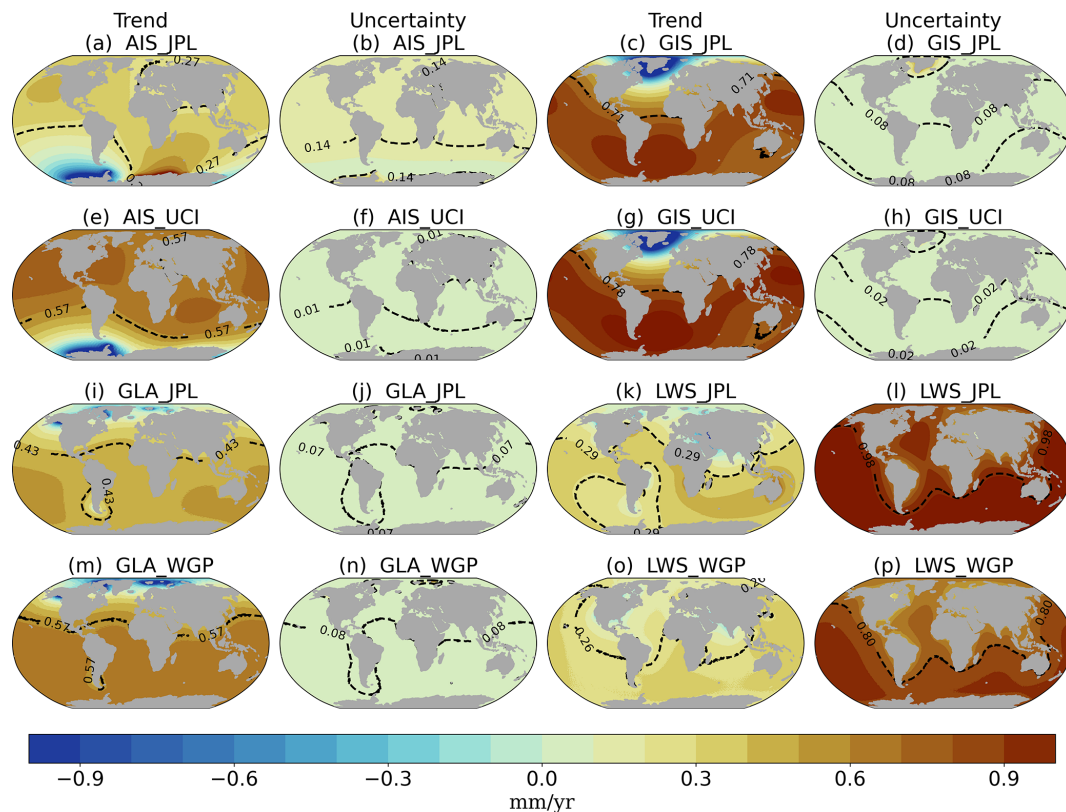 Trend Uncertainty Trend Uncertainty
(a) AIS_JPL (b) AIS_JPL (c) GIS_JPL (d) GIS_JPL
0.27 0.14 0.71 0.08
0.27 0.14 0.71 0.08
0.14 0.08 0.08
(e) AIS_UCI (f) AIS_UCI (g) GIS_UCI (h) GIS_UCI
0.57 0.01 0.78 0.02
0.57 0.57 0.01 0.78 0.02
0.01 0.01 0.02 0.02
(i) GLA_JPL (j) GLA_JPL (k) LWS_JPL (l) LWS_JPL
0.43 0.43 0.07 0.07 0.29 0.29 0.98 0.98
0.43 0.07 0.29
(m) GLA_WGP (n) GLA_WGP (o) LWS_WGP (p) LWS_WGP
0.57 0.57 0.08 0.08 0.26 0.80 0.80
0.57
−0.9 −0.6 −0.3 0.0 0.3 0.6 0.9
mm/yr